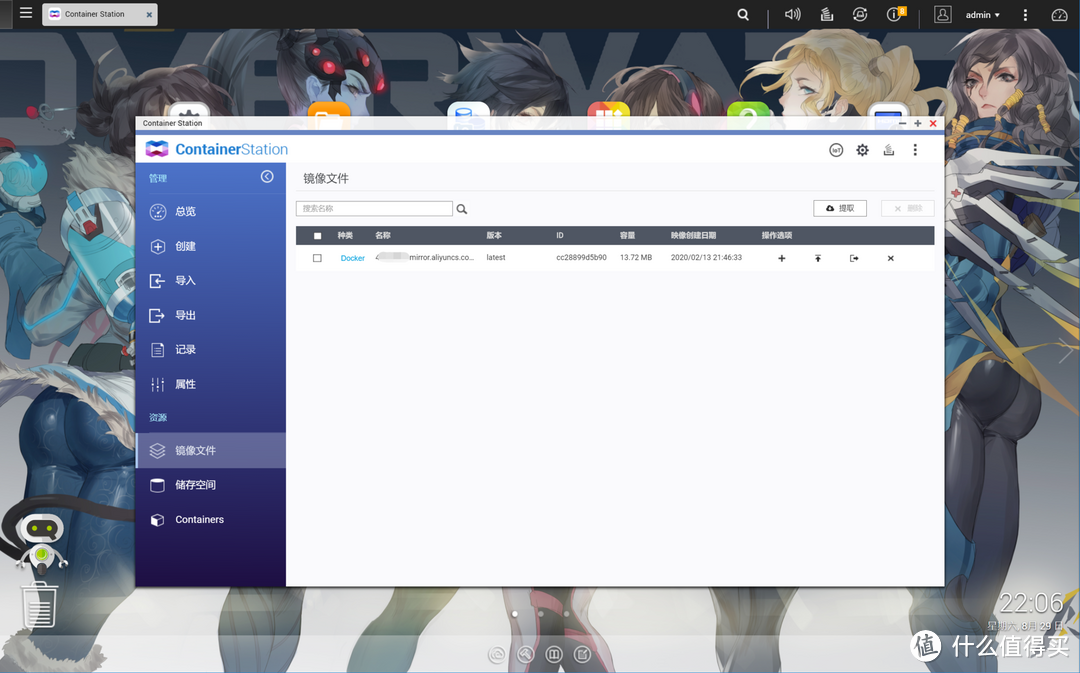 Container Station
8
admin
OVERWATCH
Container Station
ContainerStation
IoT
管理
总览
创建
导入
导出
记录
属性
资源
镜像文件
储存空间
Containers
镜像文件
搜索名称
提取
删除
种类 名称 版本 ID 容量 映像创建日期 操作选项
Docker mirror.aliyuncs.co... latest cc28899d5b90 13.72 MB 2020/02/13 21:46:33
22:06
星期六, 8月 29 日
值 什么值得买